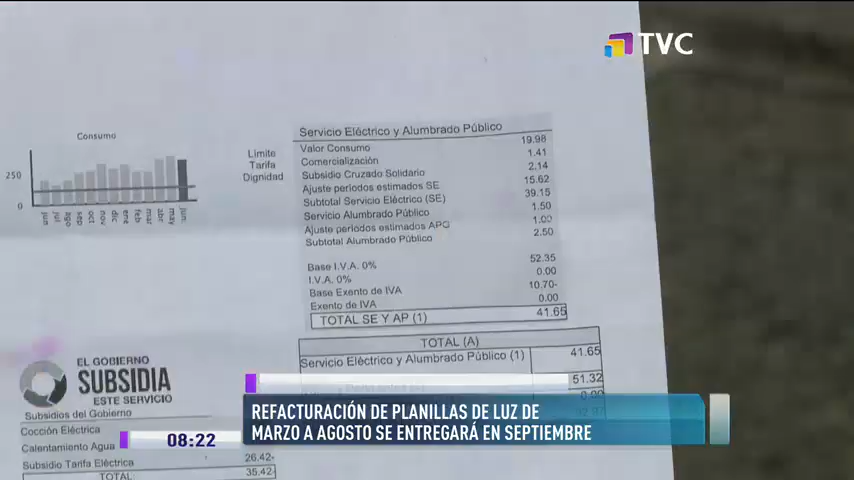 TVC
Consumo
250
0
jun
jul
ago
sep
oct
nov
dic
ene
feb
mar
abr
may
jun
Límite
Tarifa
Dignidad
Servicio Eléctrico y Alumbrado Público
Valor Consumo 19.98
Comercialización 1.41
Subsidio Cruzado Solidario 2.14
Ajuste periodos estimados SE 15.62
Subtotal Servicio Eléctrico (SE) 39.15
Servicio Alumbrado Público 1.50
Ajuste periodos estimados APG 1.00
Subtotal Alumbrado Público 2.50
Base I.V.A. 0% 52.35
I.V.A. 0% 0.00
Base Exento de IVA 10.70-
Exento de IVA 0.00
TOTAL SE Y AP (1) 41.65
TOTAL (A)
Servicio Eléctrico y Alumbrado Público (1) 41.65
51.32
EL GOBIERNO
SUBSIDIA
ESTE SERVICIO
Subsidios del Gobierno
Cocción Eléctrica
Calentamiento Agua
Subsidio Tarifa Eléctrica 26.42-
TOTAL 35.42-
REFACTURACIÓN DE PLANILLAS DE LUZ DE
MARZO A AGOSTO SE ENTREGARÁ EN SEPTIEMBRE
08:22